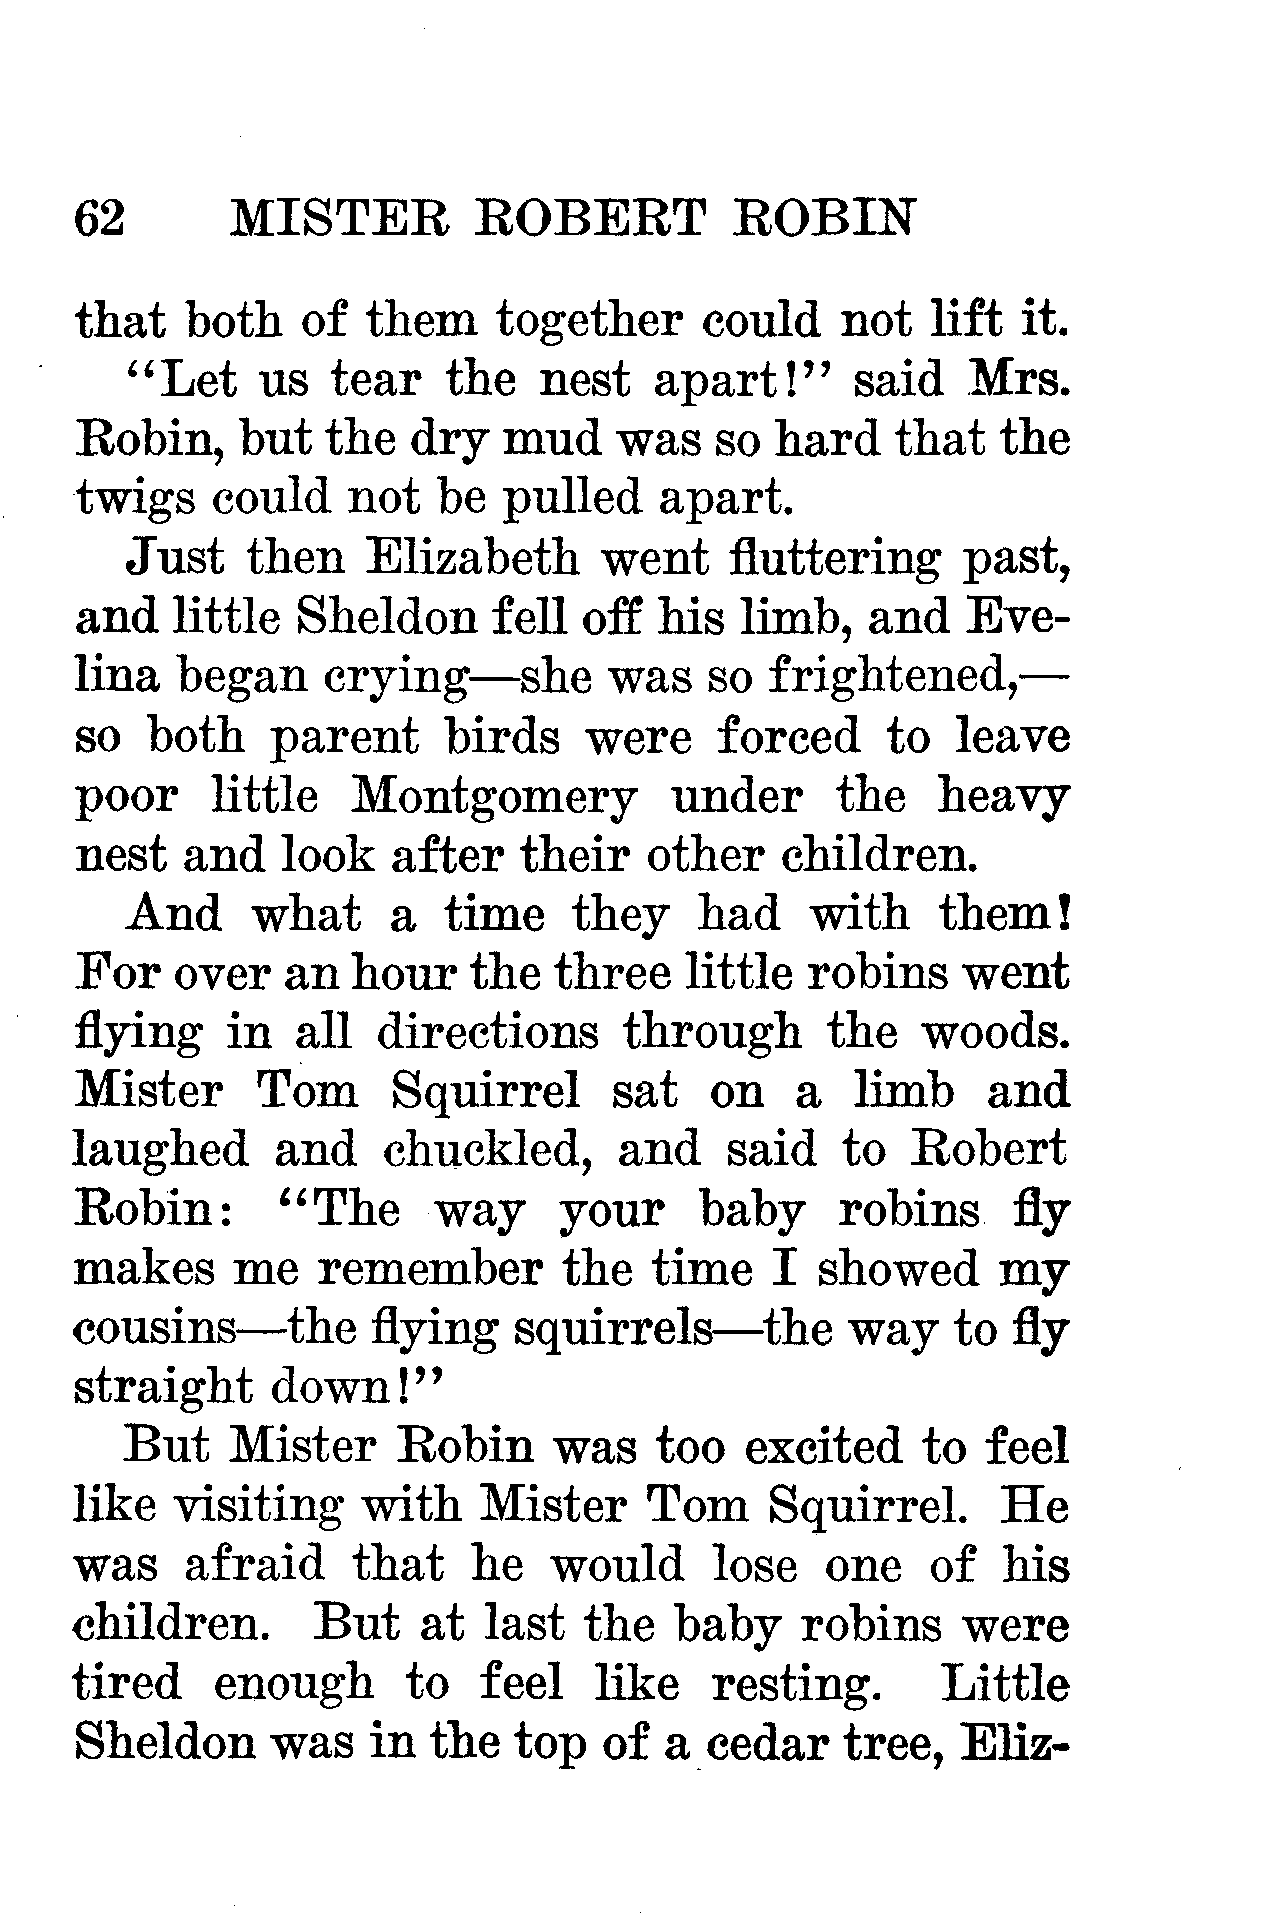 62 MISTER ROBERT ROBIN
that both of them together could not lift it.
“Let us tear the nest apart!” said Mrs.
Robin, but the dry mud was so hard that the
twigs could not be pulled apart.
Just then Elizabeth went fluttering past,
and little Sheldon fell off his limb, and Eve-
lina began crying—she was so frightened,—
so both parent birds were forced to leave
poor little Montgomery under the heavy
nest and look after their other children.
And what a time they had with them!
For over an hour the three little robins went
flying in all directions through the woods.
Mister Tom Squirrel sat on a limb and
laughed and chuckled, and said to Robert
Robin: “The way your baby robins fly
makes me remember the time I showed my
cousins—the flying squirrels—the way to fly
straight down!”
But Mister Robin was too excited to feel
like visiting with Mister Tom Squirrel. He
was afraid that he would lose one of his
children. But at last the baby robins were
tired enough to feel like resting. Little
Sheldon was in the top of a cedar tree, Eliz-